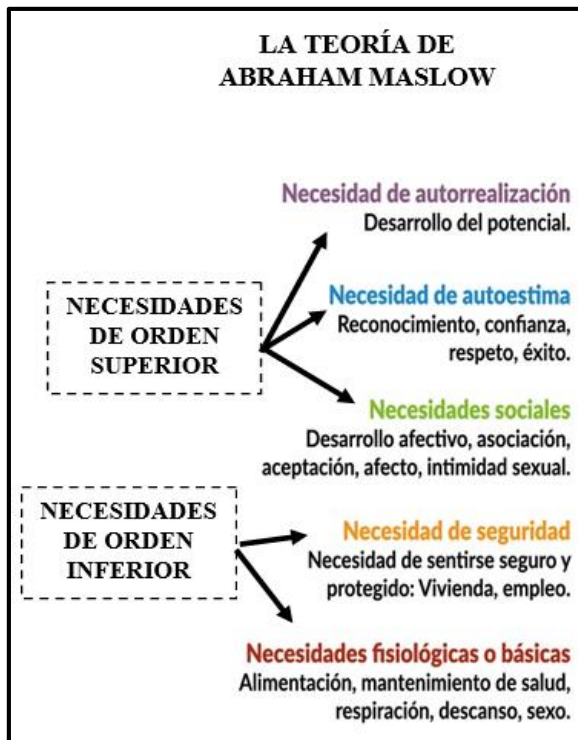 LA TEORÍA DE
ABRAHAM MASLOW
Necesidad de autorrealización
Desarrollo del potencial.
NECESIDADES
DE ORDEN
SUPERIOR
Necesidad de autoestima
Reconocimiento, confianza,
respeto, éxito.
Necesidades sociales
Desarrollo afectivo, asociación,
aceptación, afecto, intimidad sexual.
NECESIDADES
DE ORDEN
INFERIOR
Necesidad de seguridad
Necesidad de sentirse seguro y
protegido: Vivienda, empleo.
Necesidades fisiológicas o básicas
Alimentación, mantenimiento de salud,
respiración, descanso, sexo.